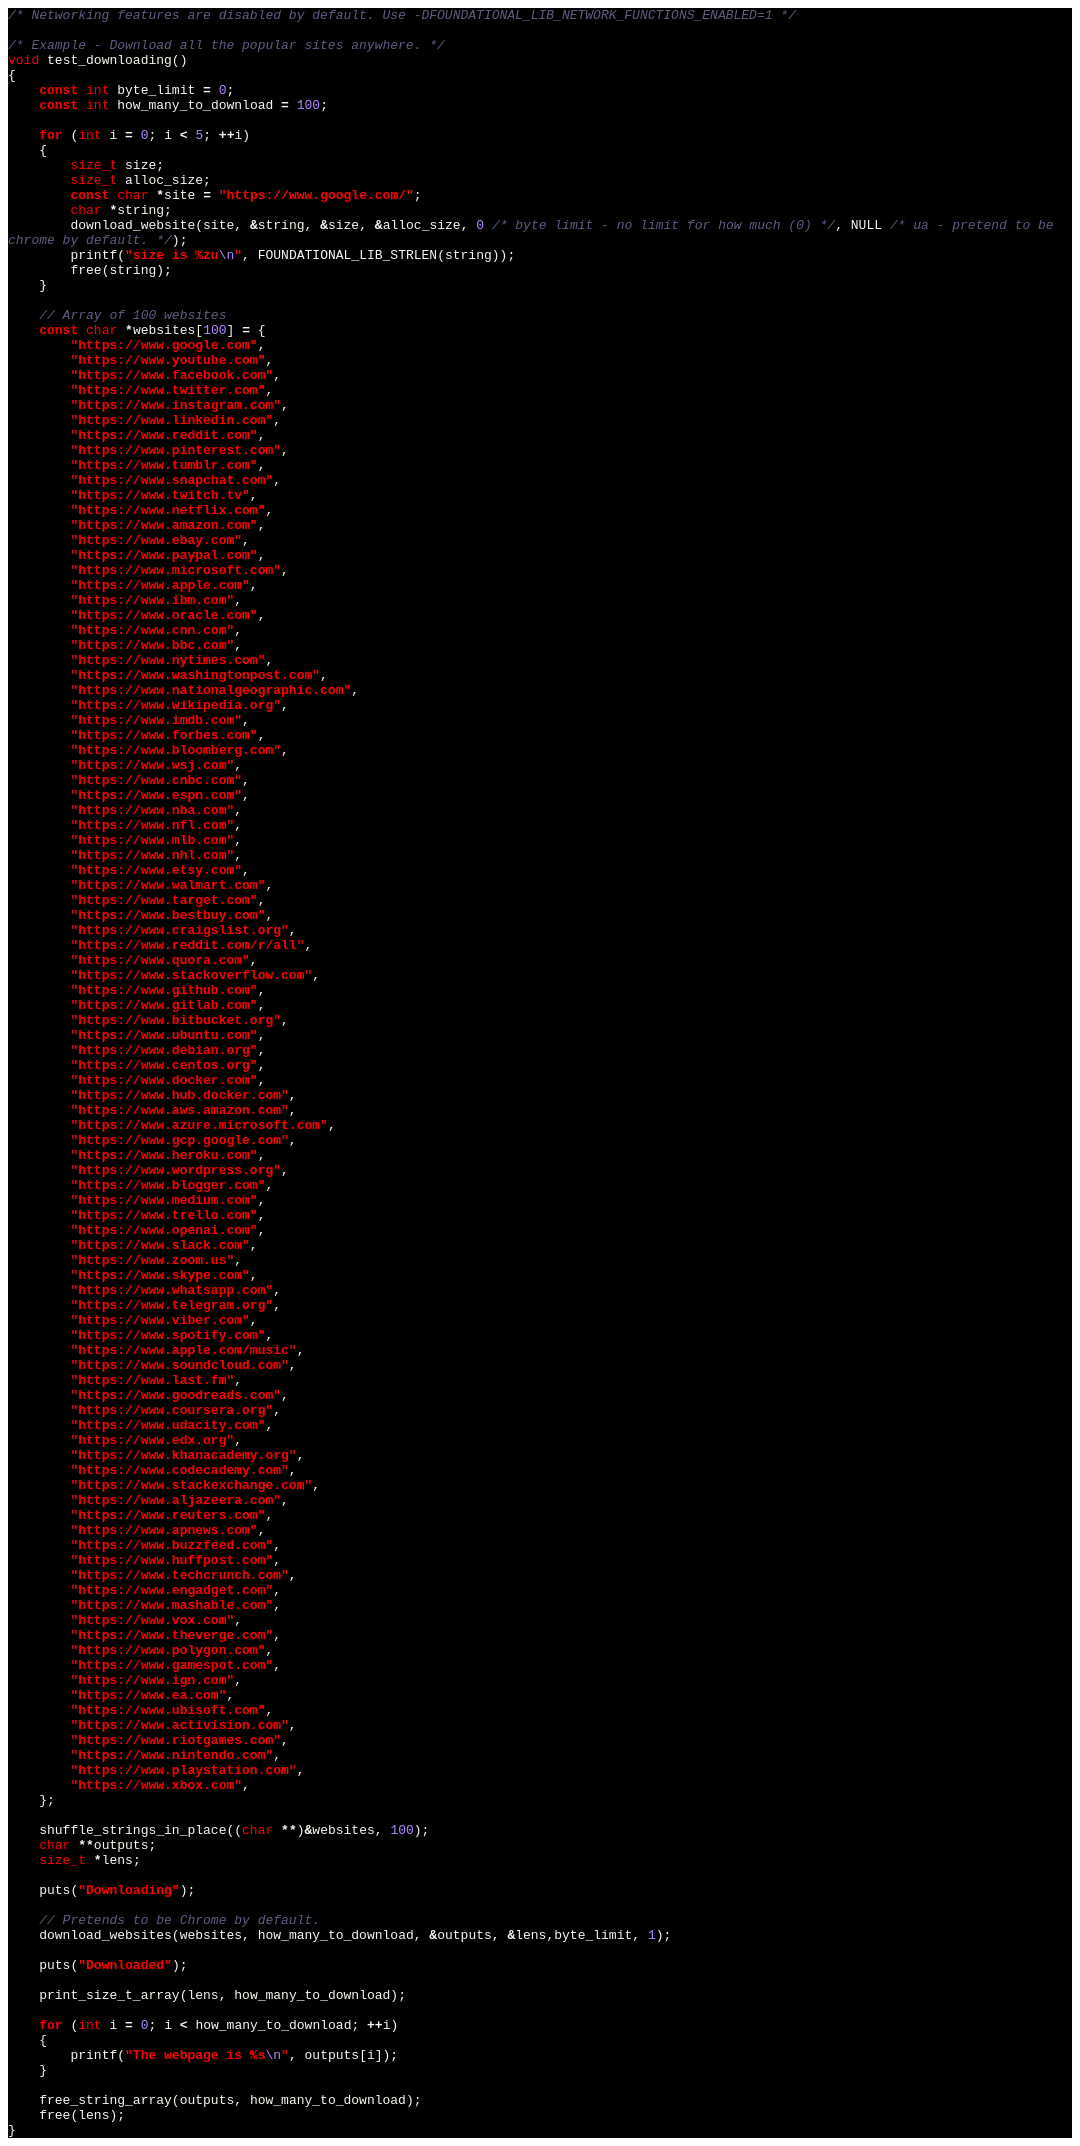 /* Networking features are disabled by default. Use -DFOUNDATIONAL_LIB_NETWORK_FUNCTIONS_ENABLED=1 */

/* Example - Download all the popular sites anywhere. */
void test_downloading()
{
    const int byte_limit = 0;
    const int how_many_to_download = 100;

    for (int i = 0; i < 5; ++i)
    {
        size_t size;
        size_t alloc_size;
        const char *site = "https://www.google.com/";
        char *string;
        download_website(site, &string, &size, &alloc_size, 0 /* byte limit - no limit for how much (0) */, NULL /* ua - pretend to be
chrome by default. */);
        printf("size is %zu\n", FOUNDATIONAL_LIB_STRLEN(string));
        free(string);
    }

    // Array of 100 websites
    const char *websites[100] = {
        "https://www.google.com",
        "https://www.youtube.com",
        "https://www.facebook.com",
        "https://www.twitter.com",
        "https://www.instagram.com",
        "https://www.linkedin.com",
        "https://www.reddit.com",
        "https://www.pinterest.com",
        "https://www.tumblr.com",
        "https://www.snapchat.com",
        "https://www.twitch.tv",
        "https://www.netflix.com",
        "https://www.amazon.com",
        "https://www.ebay.com",
        "https://www.paypal.com",
        "https://www.microsoft.com",
        "https://www.apple.com",
        "https://www.ibm.com",
        "https://www.oracle.com",
        "https://www.cnn.com",
        "https://www.bbc.com",
        "https://www.nytimes.com",
        "https://www.washingtonpost.com",
        "https://www.nationalgeographic.com",
        "https://www.wikipedia.org",
        "https://www.imdb.com",
        "https://www.forbes.com",
        "https://www.bloomberg.com",
        "https://www.wsj.com",
        "https://www.cnbc.com",
        "https://www.espn.com",
        "https://www.nba.com",
        "https://www.nfl.com",
        "https://www.mlb.com",
        "https://www.nhl.com",
        "https://www.etsy.com",
        "https://www.walmart.com",
        "https://www.target.com",
        "https://www.bestbuy.com",
        "https://www.craigslist.org",
        "https://www.reddit.com/r/all",
        "https://www.quora.com",
        "https://www.stackoverflow.com",
        "https://www.github.com",
        "https://www.gitlab.com",
        "https://www.bitbucket.org",
        "https://www.ubuntu.com",
        "https://www.debian.org",
        "https://www.centos.org",
        "https://www.docker.com",
        "https://www.hub.docker.com",
        "https://www.aws.amazon.com",
        "https://www.azure.microsoft.com",
        "https://www.gcp.google.com",
        "https://www.heroku.com",
        "https://www.wordpress.org",
        "https://www.blogger.com",
        "https://www.medium.com",
        "https://www.trello.com",
        "https://www.openai.com",
        "https://www.slack.com",
        "https://www.zoom.us",
        "https://www.skype.com",
        "https://www.whatsapp.com",
        "https://www.telegram.org",
        "https://www.viber.com",
        "https://www.spotify.com",
        "https://www.apple.com/music",
        "https://www.soundcloud.com",
        "https://www.last.fm",
        "https://www.goodreads.com",
        "https://www.coursera.org",
        "https://www.udacity.com",
        "https://www.edx.org",
        "https://www.khanacademy.org",
        "https://www.codecademy.com",
        "https://www.stackexchange.com",
        "https://www.aljazeera.com",
        "https://www.reuters.com",
        "https://www.apnews.com",
        "https://www.buzzfeed.com",
        "https://www.huffpost.com",
        "https://www.techcrunch.com",
        "https://www.engadget.com",
        "https://www.mashable.com",
        "https://www.vox.com",
        "https://www.theverge.com",
        "https://www.polygon.com",
        "https://www.gamespot.com",
        "https://www.ign.com",
        "https://www.ea.com",
        "https://www.ubisoft.com",
        "https://www.activision.com",
        "https://www.riotgames.com",
        "https://www.nintendo.com",
        "https://www.playstation.com",
        "https://www.xbox.com",
    };

    shuffle_strings_in_place((char **)&websites, 100);
    char **outputs;
    size_t *lens;

    puts("Downloading");

    // Pretends to be Chrome by default.
    download_websites(websites, how_many_to_download, &outputs, &lens,byte_limit, 1);

    puts("Downloaded");

    print_size_t_array(lens, how_many_to_download);

    for (int i = 0; i < how_many_to_download; ++i)
    {
        printf("The webpage is %s\n", outputs[i]);
    }

    free_string_array(outputs, how_many_to_download);
    free(lens);
}